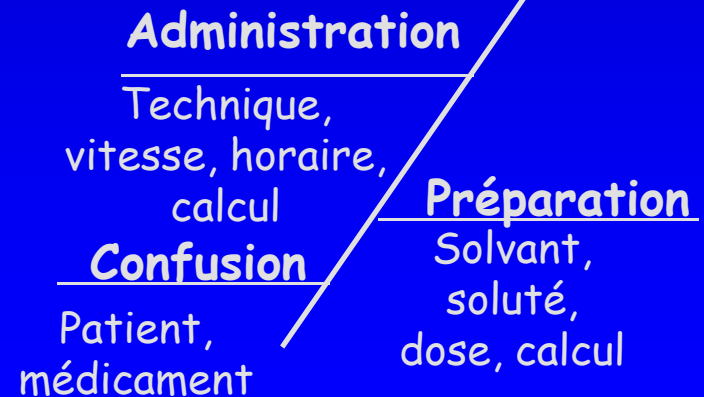 Administration
Technique,
vitesse, horaire,
calcul
Confusion
Patient,
médicament
Préparation
Solvant,
soluté,
dose, calcul